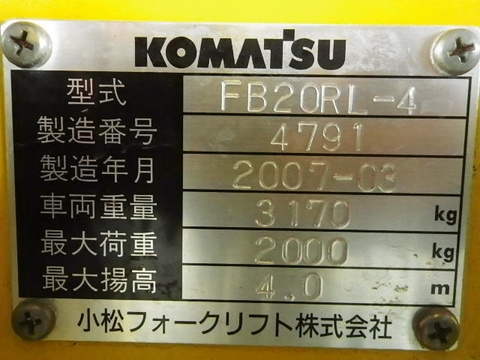 KOMATSU
型式 FB20RL-4
製造番号 4791
製造年月 2007-03
車両重量 3170 kg
最大荷重 2000 kg
最大揚高 4.0 m
小松フォークリフト株式会社